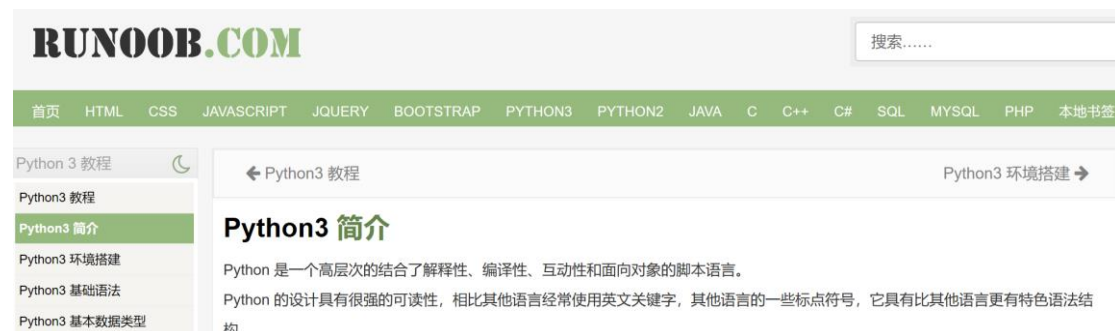 RUNOOB.COM
搜索……
首页 HTML CSS JAVASCRIPT JQUERY BOOTSTRAP PYTHON3 PYTHON2 JAVA C C++ C# SQL MYSQL PHP 本地书签
Python 3 教程
Python3 教程
Python3 简介
Python3 环境搭建
Python3 基础语法
Python3 基本数据类型
← Python3 教程
Python3 环境搭建 →
Python3 简介
Python 是一个高层次的结合了解释性、编译性、互动性和面向对象的脚本语言。
Python 的设计具有很强的可读性，相比其他语言经常使用英文关键字，其他语言的一些标点符号，它具有比其他语言更有特色语法结
构